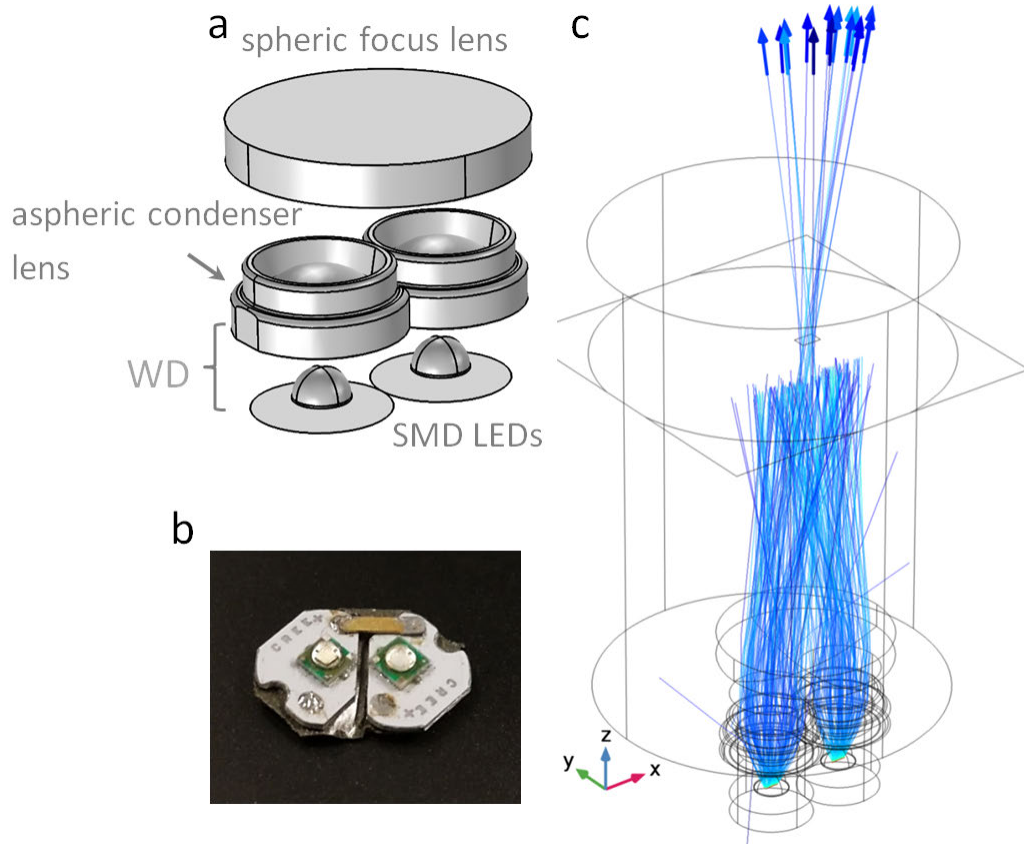 a
spheric focus lens
aspheric condenser
lens
WD
SMD LEDs
b
CREE+
CREE+
c
z
y
x